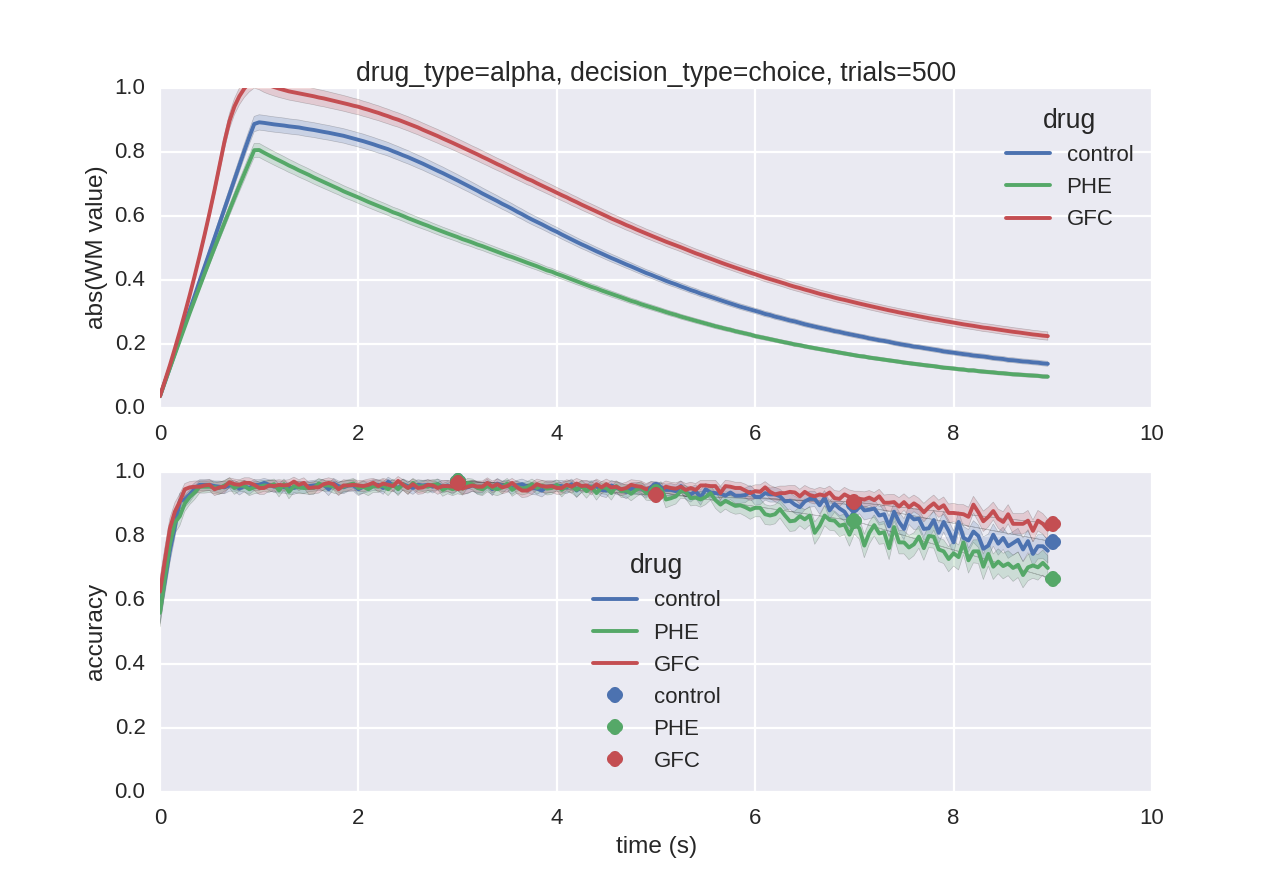 drug_type=alpha, decision_type=choice, trials=500
1.0
0.8
0.6
0.4
0.2
0.0
abs(WM value)
drug
control
PHE
GFC
0 2 4 6 8 10
1.0
0.8
0.6
0.4
0.2
0.0
accuracy
drug
control
PHE
GFC
control
PHE
GFC
0 2 4 6 8 10
time (s)